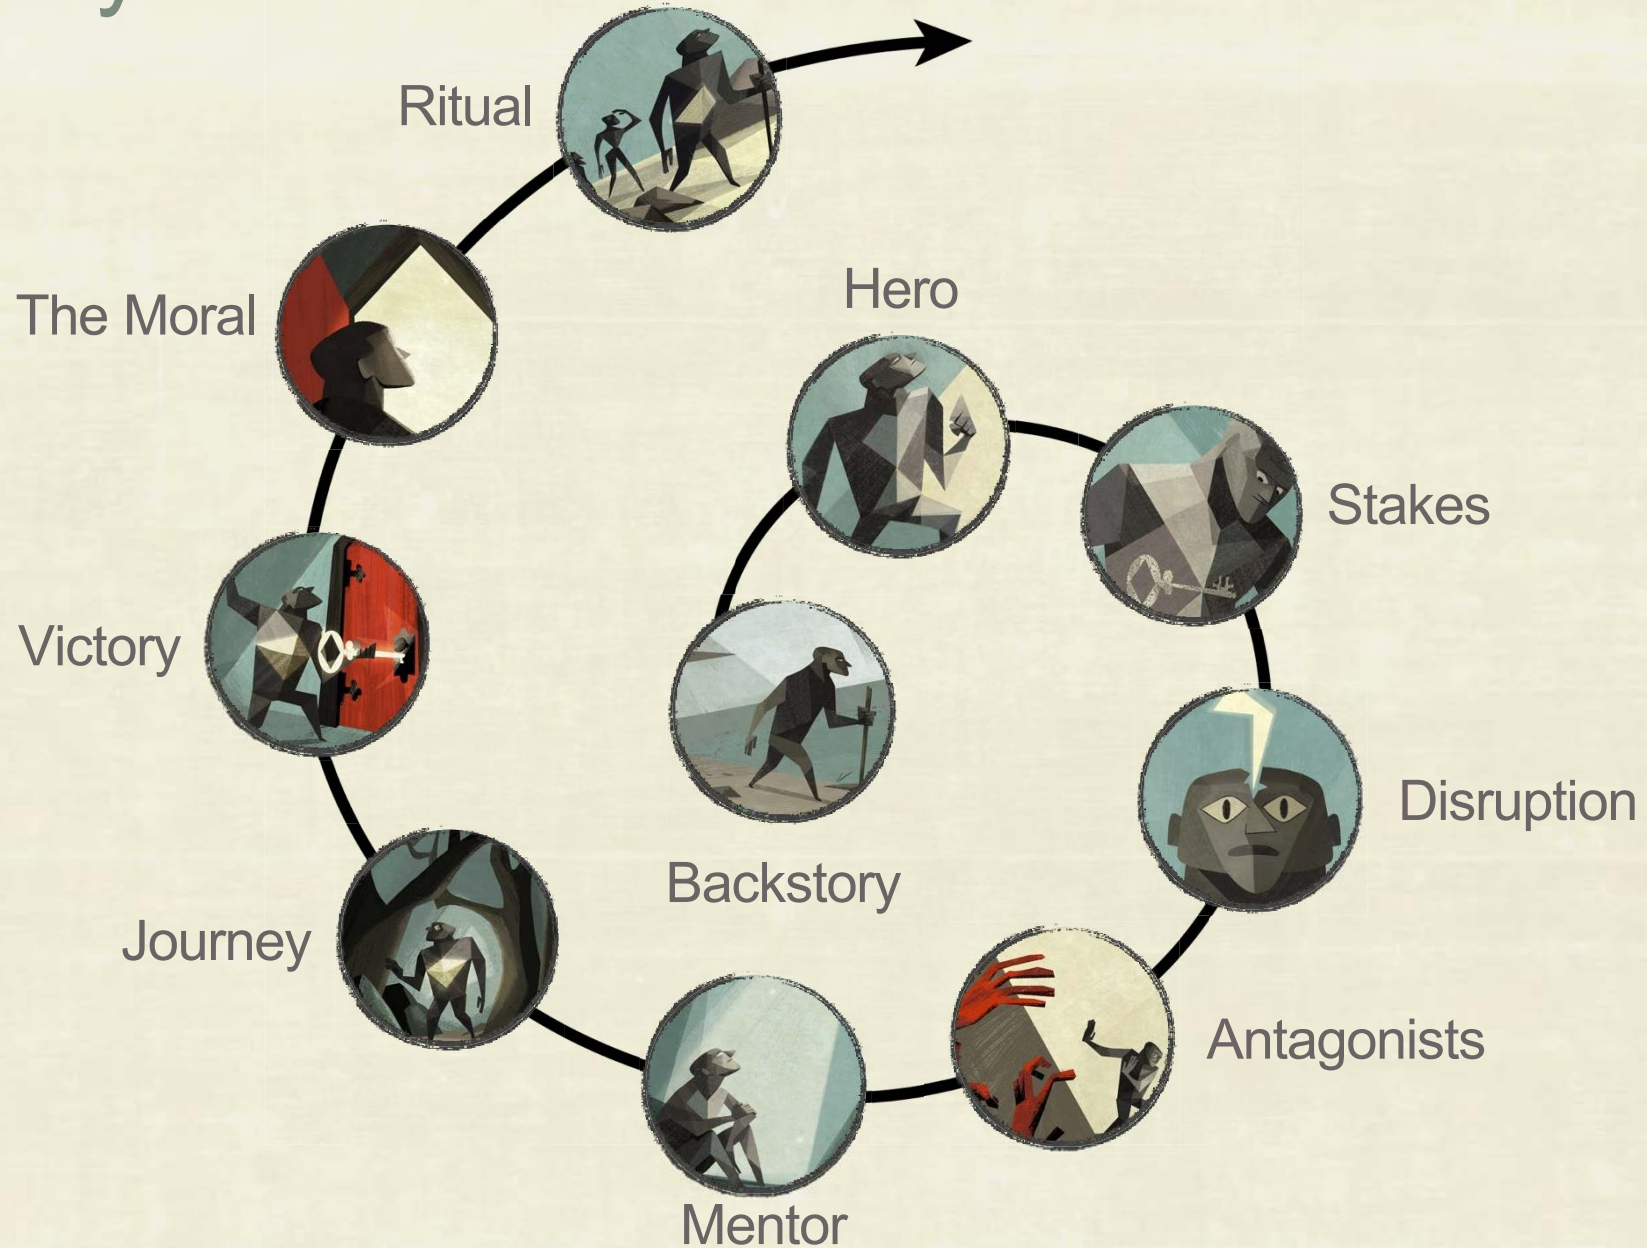 Ritual
The Moral
Hero
Stakes
Victory
Disruption
Backstory
Journey
Antagonists
Mentor